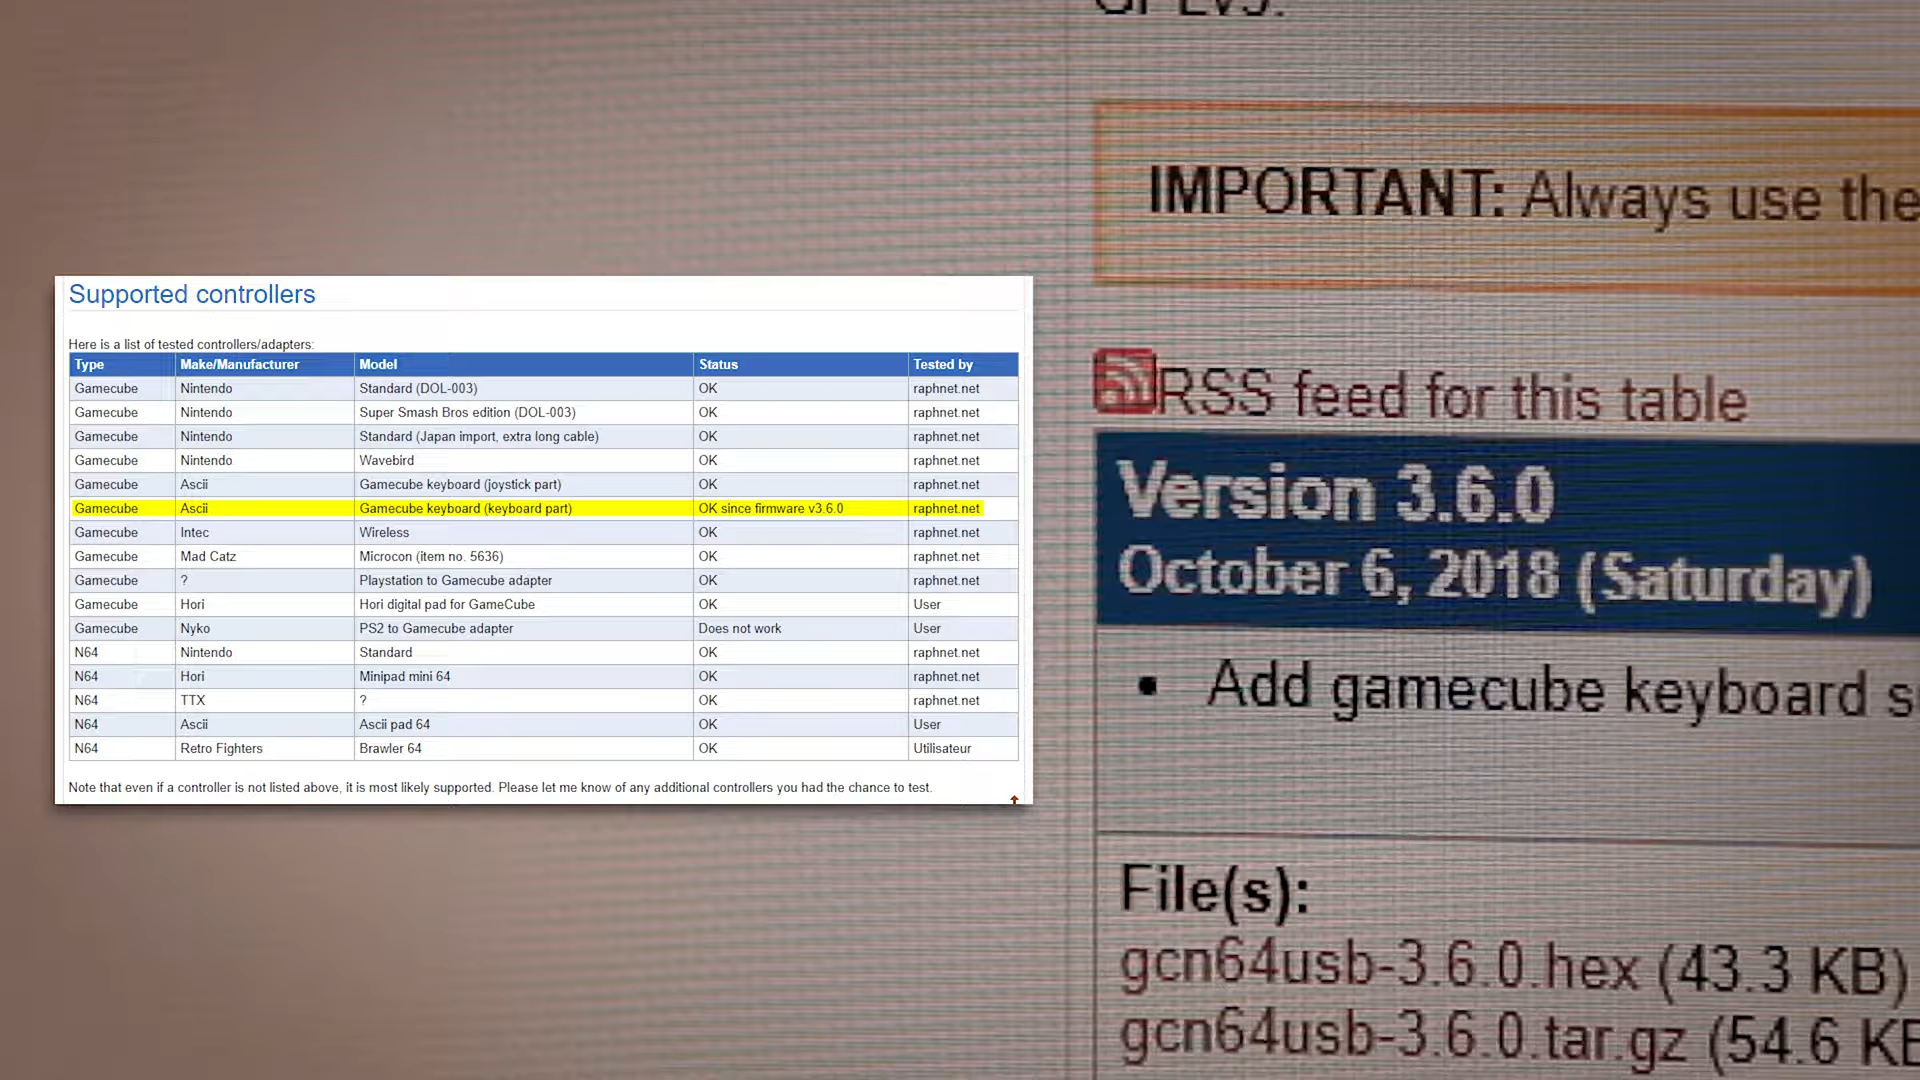 Supported controllers
Here is a list of tested controllers/adapters:
Type Make/Manufacturer Model Status Tested by
Gamecube Nintendo Standard (DOL-003) OK raphnet.net
Gamecube Nintendo Super Smash Bros edition (DOL-003) OK raphnet.net
Gamecube Nintendo Standard (Japan import, extra long cable) OK raphnet.net
Gamecube Nintendo Wavebird OK raphnet.net
Gamecube Ascii Gamecube keyboard (joystick part) OK raphnet.net
Gamecube Ascii Gamecube keyboard (keyboard part) OK since firmware v3.6.0 raphnet.net
Gamecube Intec Wireless OK raphnet.net
Gamecube Mad Catz Microcon (item no. 5636) OK raphnet.net
Gamecube ? Playstation to Gamecube adapter OK raphnet.net
Gamecube Hori Hori digital pad for GameCube OK User
Gamecube Nyko PS2 to Gamecube adapter Does not work User
N64 Nintendo Standard OK raphnet.net
N64 Hori Minipad mini 64 OK raphnet.net
N64 TTX ? OK raphnet.net
N64 Ascii Ascii pad 64 OK User
N64 Retro Fighters Brawler 64 OK Utilisateur
Note that even if a controller is not listed above, it is most likely supported. Please let me know of any additional controllers you had the chance to test.
IMPORTANT: Always use the
RSS feed for this table
Version 3.6.0
October 6, 2018 (Saturday)
• Add gamecube keyboard s
File(s):
gcn64usb-3.6.0.hex (43.3 KB)
gcn64usb-3.6.0.tar.gz (54.6 KB